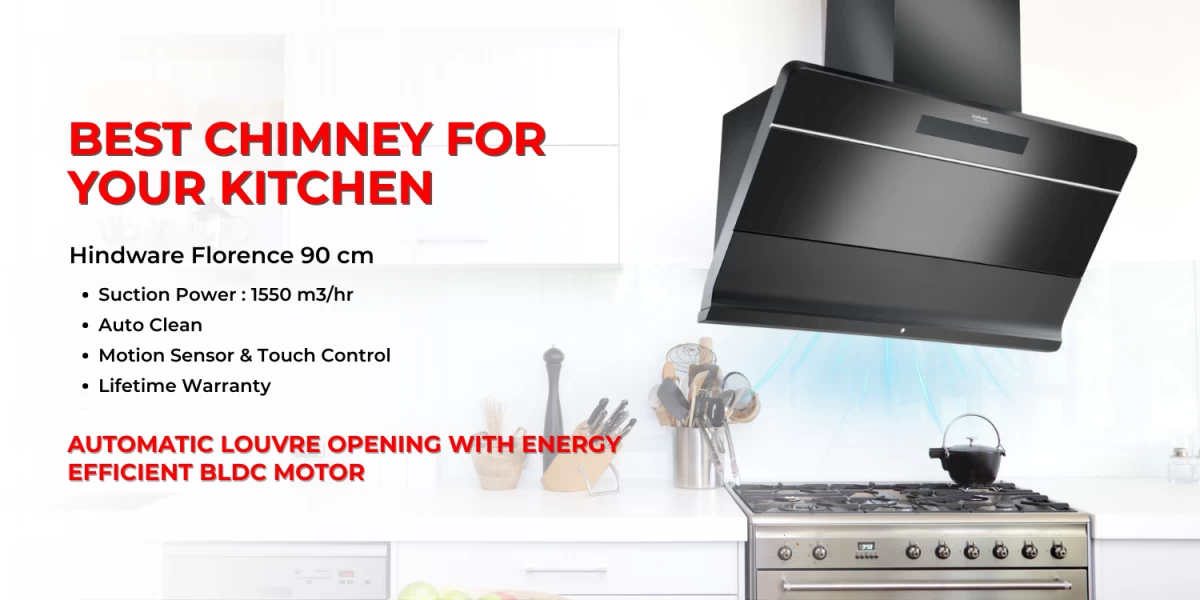 BEST CHIMNEY FOR
YOUR KITCHEN
Hindware Florence 90 cm
• Suction Power : 1550 m3/hr
• Auto Clean
• Motion Sensor & Touch Control
• Lifetime Warranty
AUTOMATIC LOUVRE OPENING WITH ENERGY
EFFICIENT BLDC MOTOR